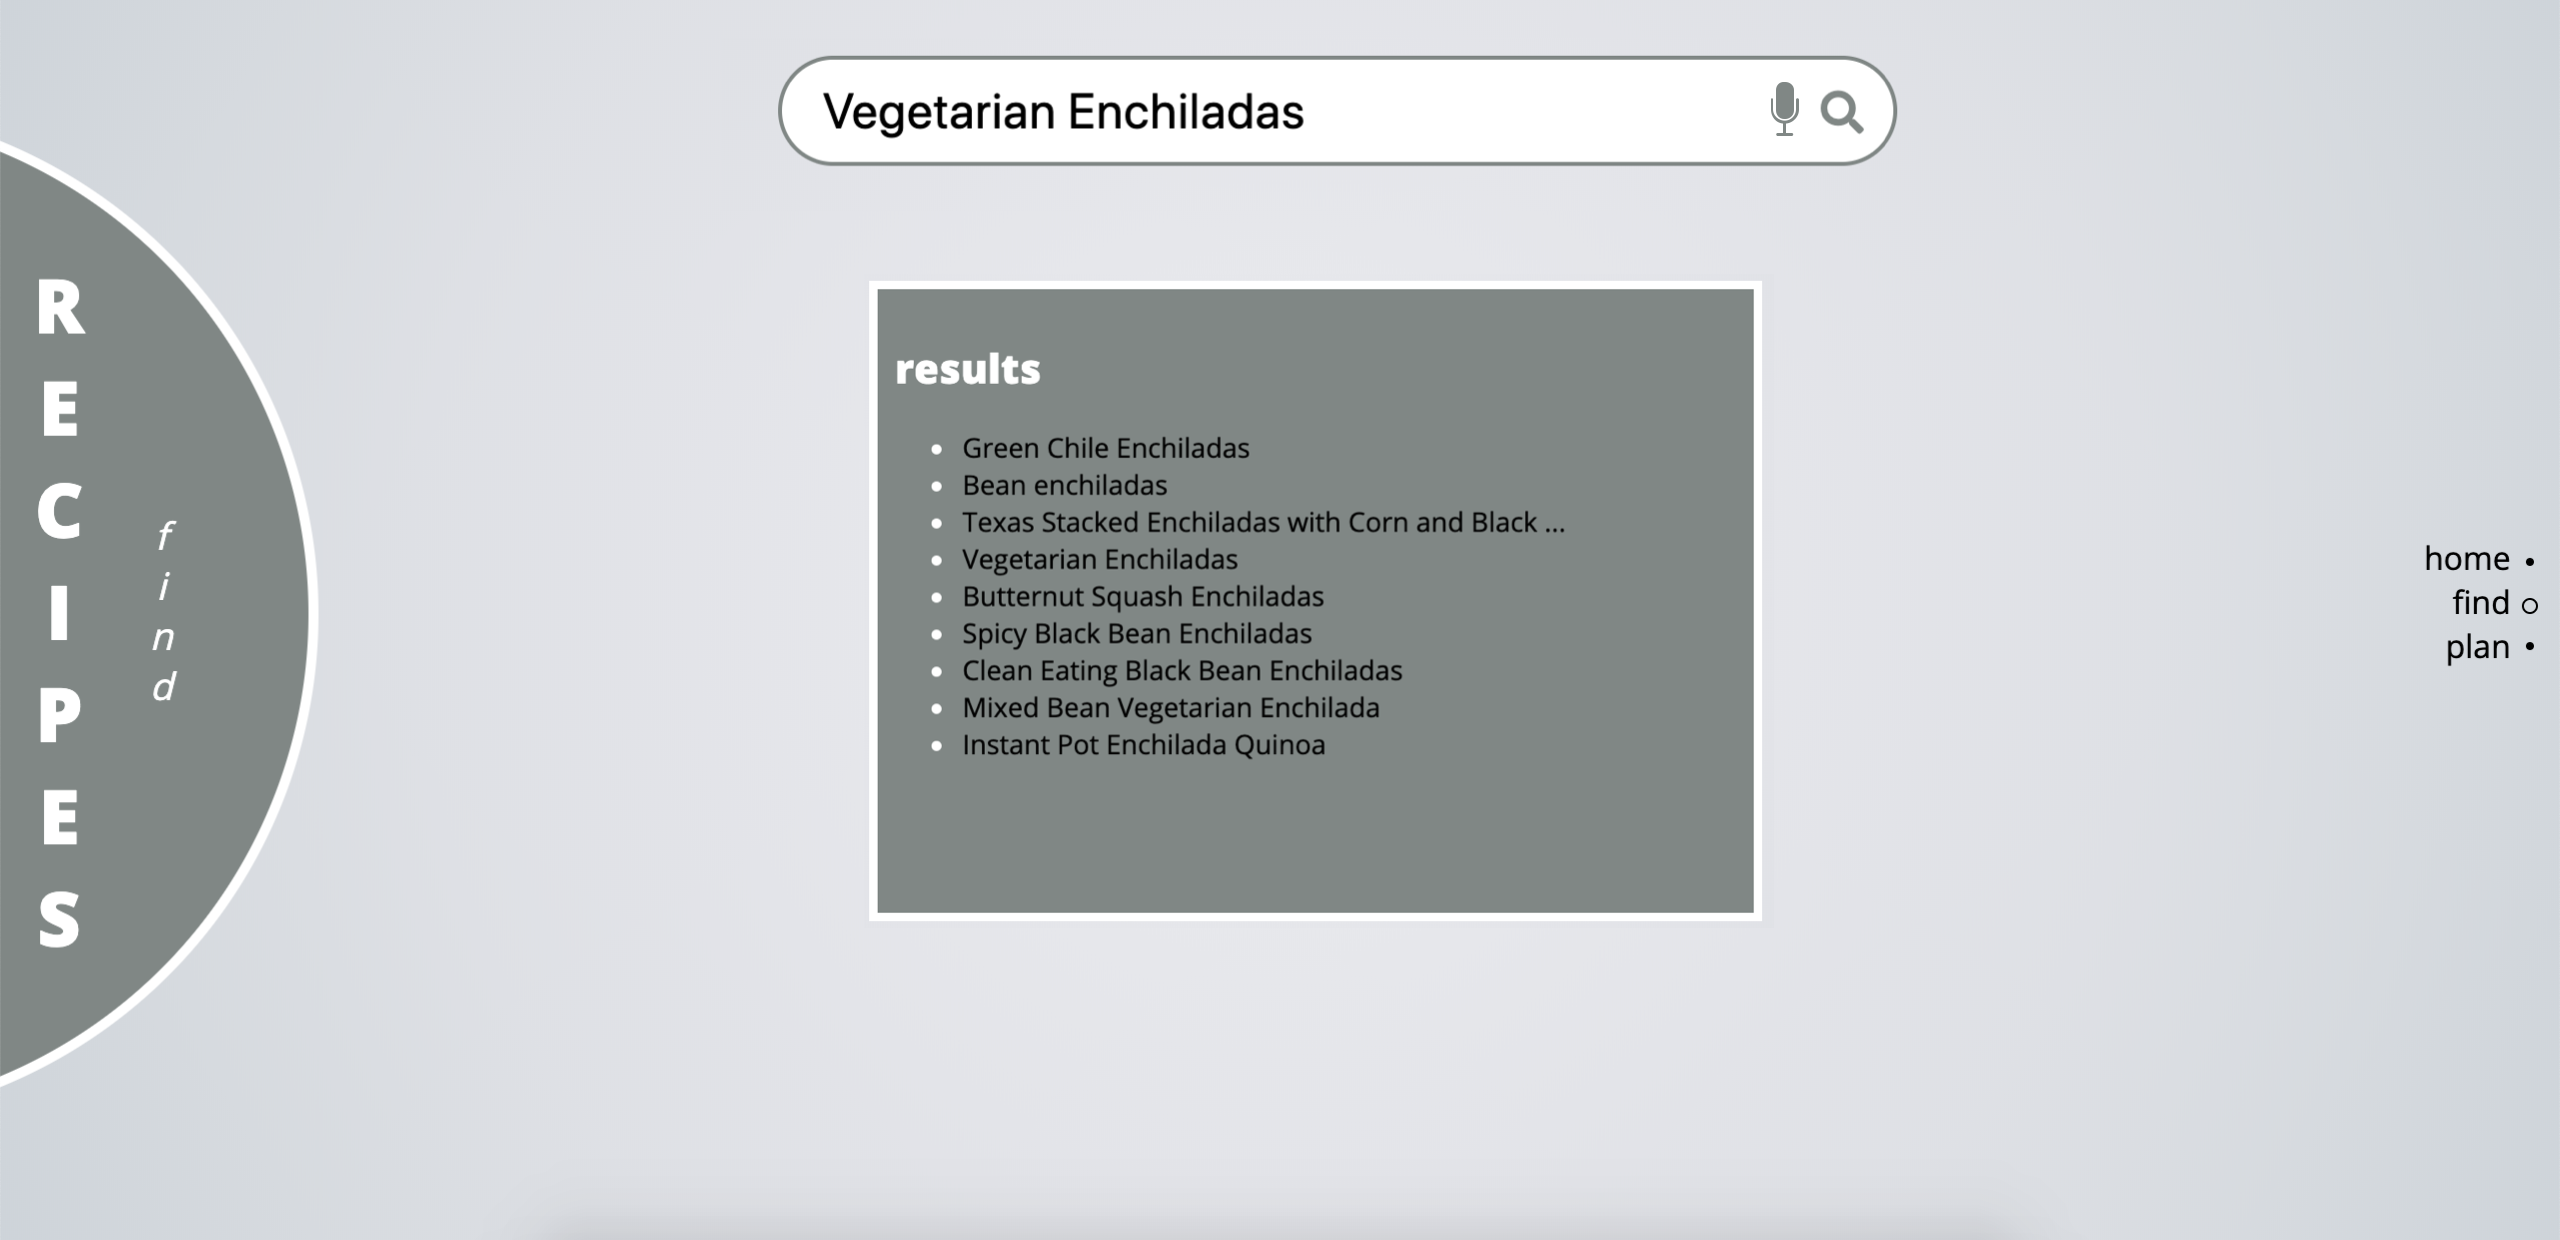 Vegetarian Enchiladas
RECIPES
find
results
Green Chile Enchiladas
Bean enchiladas
Texas Stacked Enchiladas with Corn and Black ...
Vegetarian Enchiladas
Butternut Squash Enchiladas
Spicy Black Bean Enchiladas
Clean Eating Black Bean Enchiladas
Mixed Bean Vegetarian Enchilada
Instant Pot Enchilada Quinoa
home
find
plan